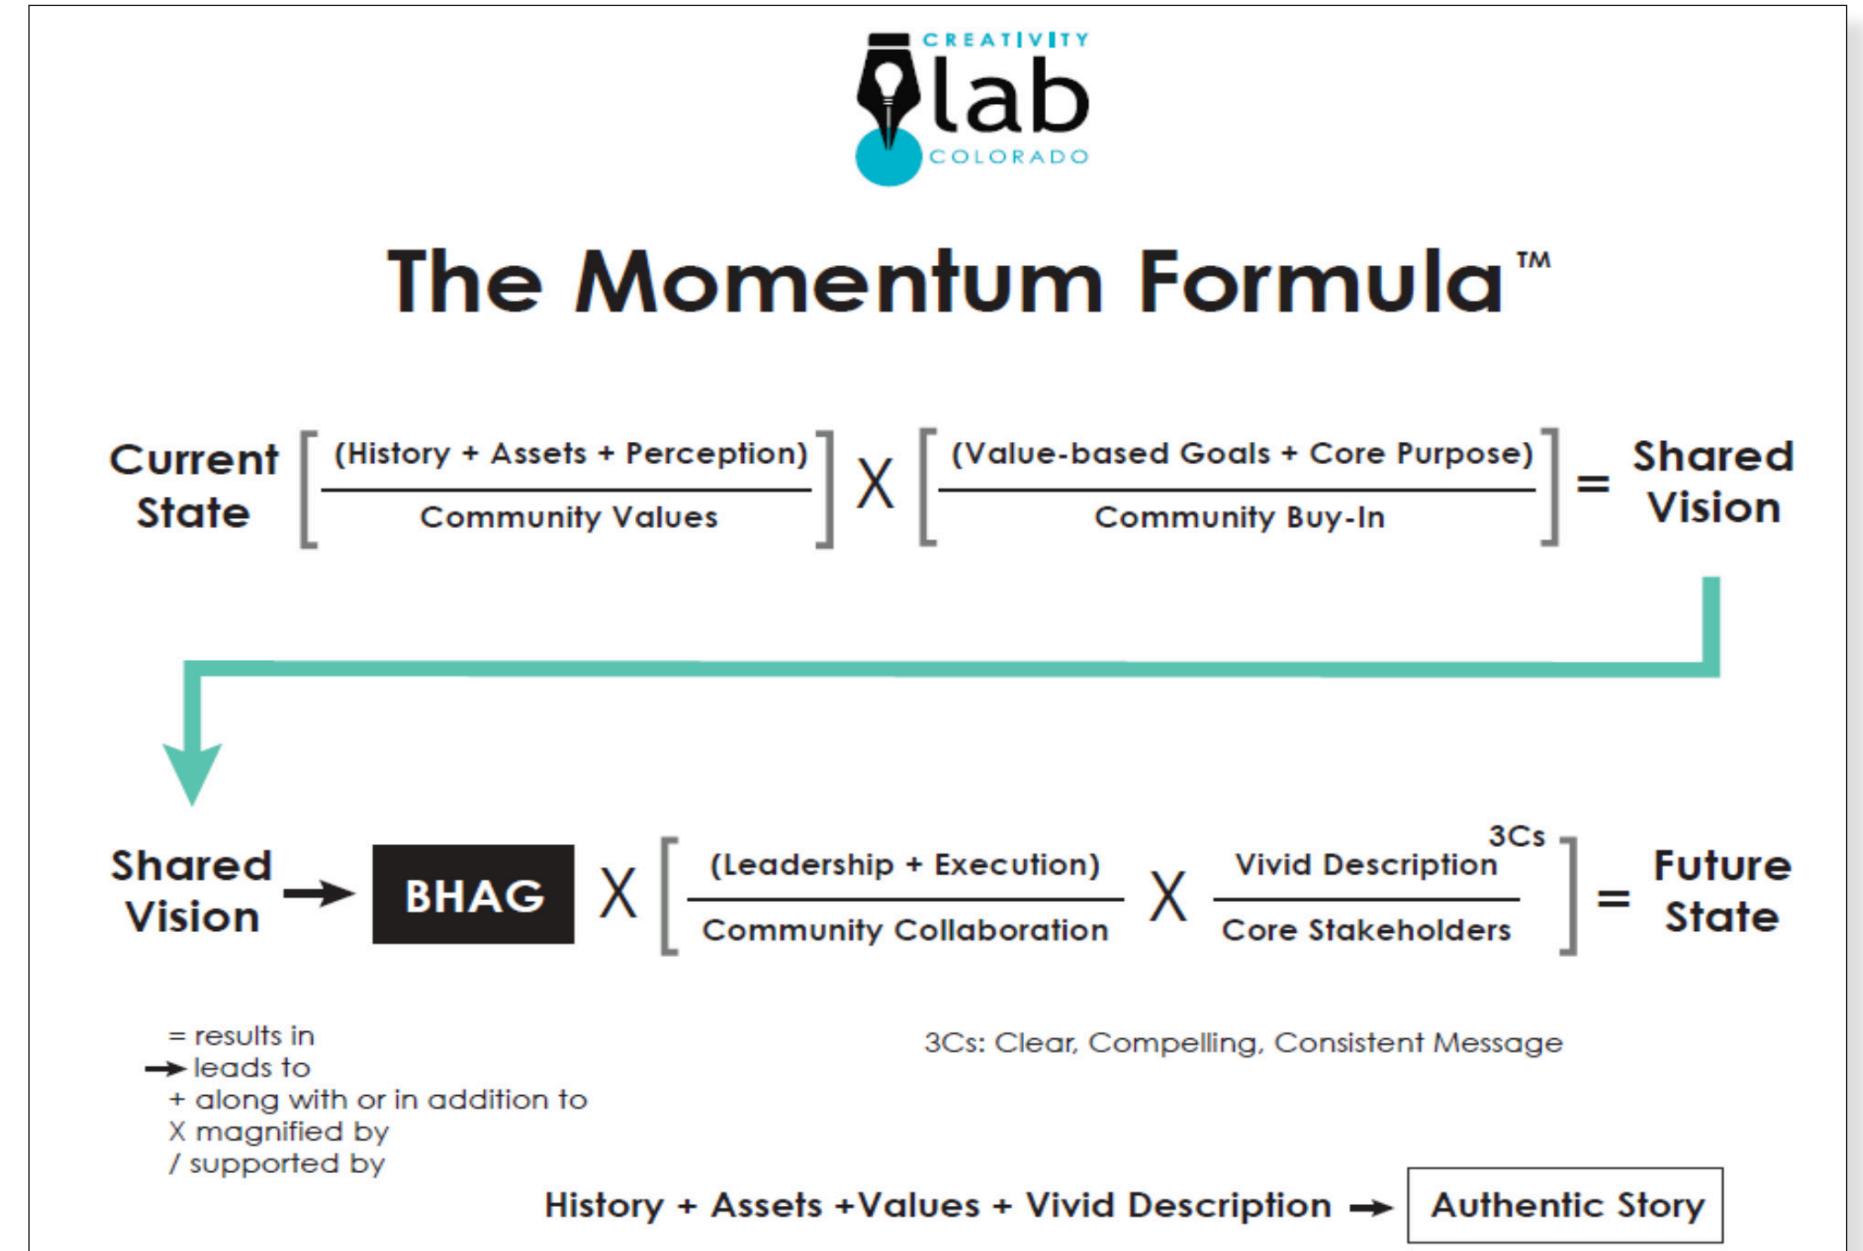 CREATIVITY
lab
COLORADO
The Momentum Formula™
Current State [ (History + Assets + Perception) / Community Values ] X [ (Value-based Goals + Core Purpose) / Community Buy-In ] = Shared Vision
Shared Vision → BHAG X [ (Leadership + Execution) / Community Collaboration X Vivid Description 3Cs / Core Stakeholders ] = Future State
= results in
→ leads to
+ along with or in addition to
X magnified by
/ supported by
3Cs: Clear, Compelling, Consistent Message
History + Assets +Values + Vivid Description → Authentic Story